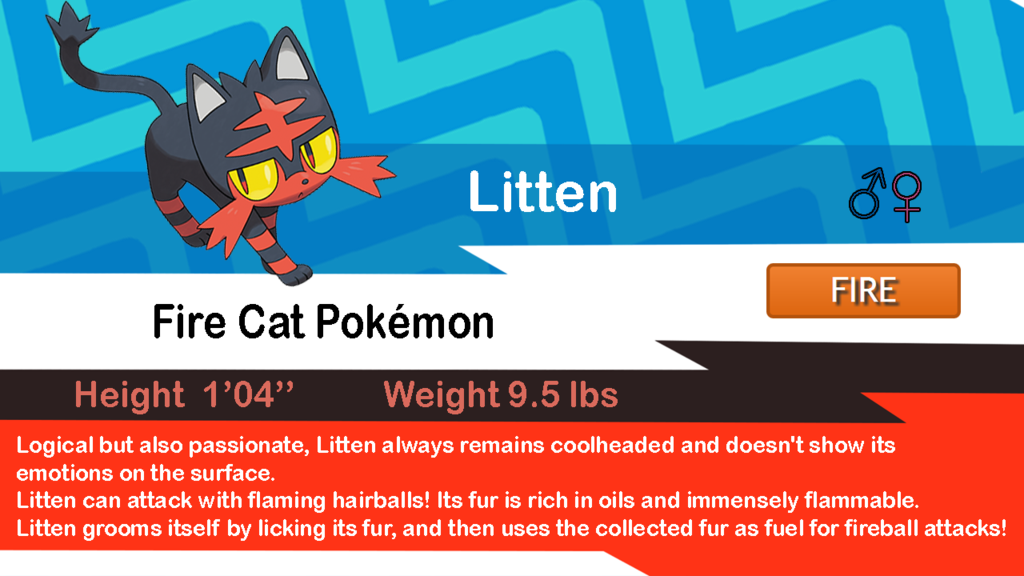 Litten
FIRE
Fire Cat Pokémon
Height 1’04’’ Weight 9.5 lbs
Logical but also passionate, Litten always remains coolheaded and doesn't show its
emotions on the surface.
Litten can attack with flaming hairballs! Its fur is rich in oils and immensely flammable.
Litten grooms itself by licking its fur, and then uses the collected fur as fuel for fireball attacks!